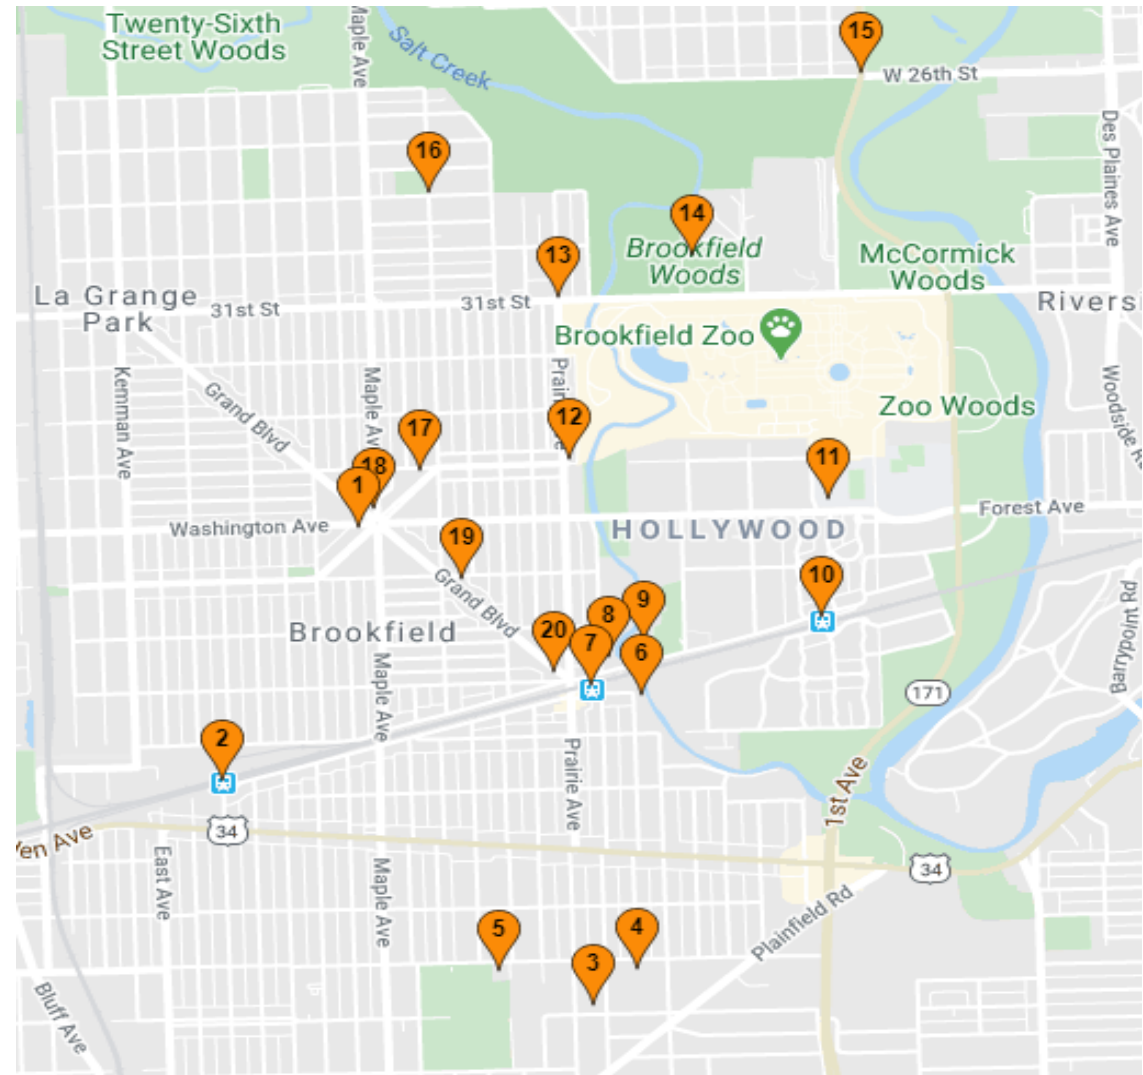 Twenty-Sixth
Street Woods
Maple Ave
Salt Creek
15
W 26th St
Des Plaines Ave
16
14
Brookfield
Woods
13
McCormick
Woods
La Grange
Park
31st St
31st St
Rivers
Brookfield Zoo
Kemman Ave
Grand Blvd
Maple Av
17
12
Zoo Woods
18
1
11
Washington Ave
Forest Ave
HOLLYWOOD
19
Grand Blvd
10
9
8
Brookfield
20
7
6
Barrypoint Rd
Maple Ave
171
2
Prairie Ave
1st Ave
34
en Ave
East Ave
Maple Ave
34
Plainfield Rd
5
4
3
Bluff Ave